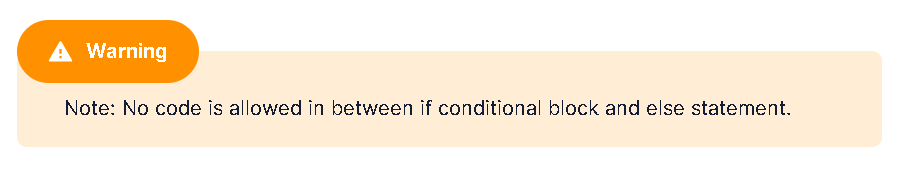 Warning
Note: No code is allowed in between if conditional block and else statement.